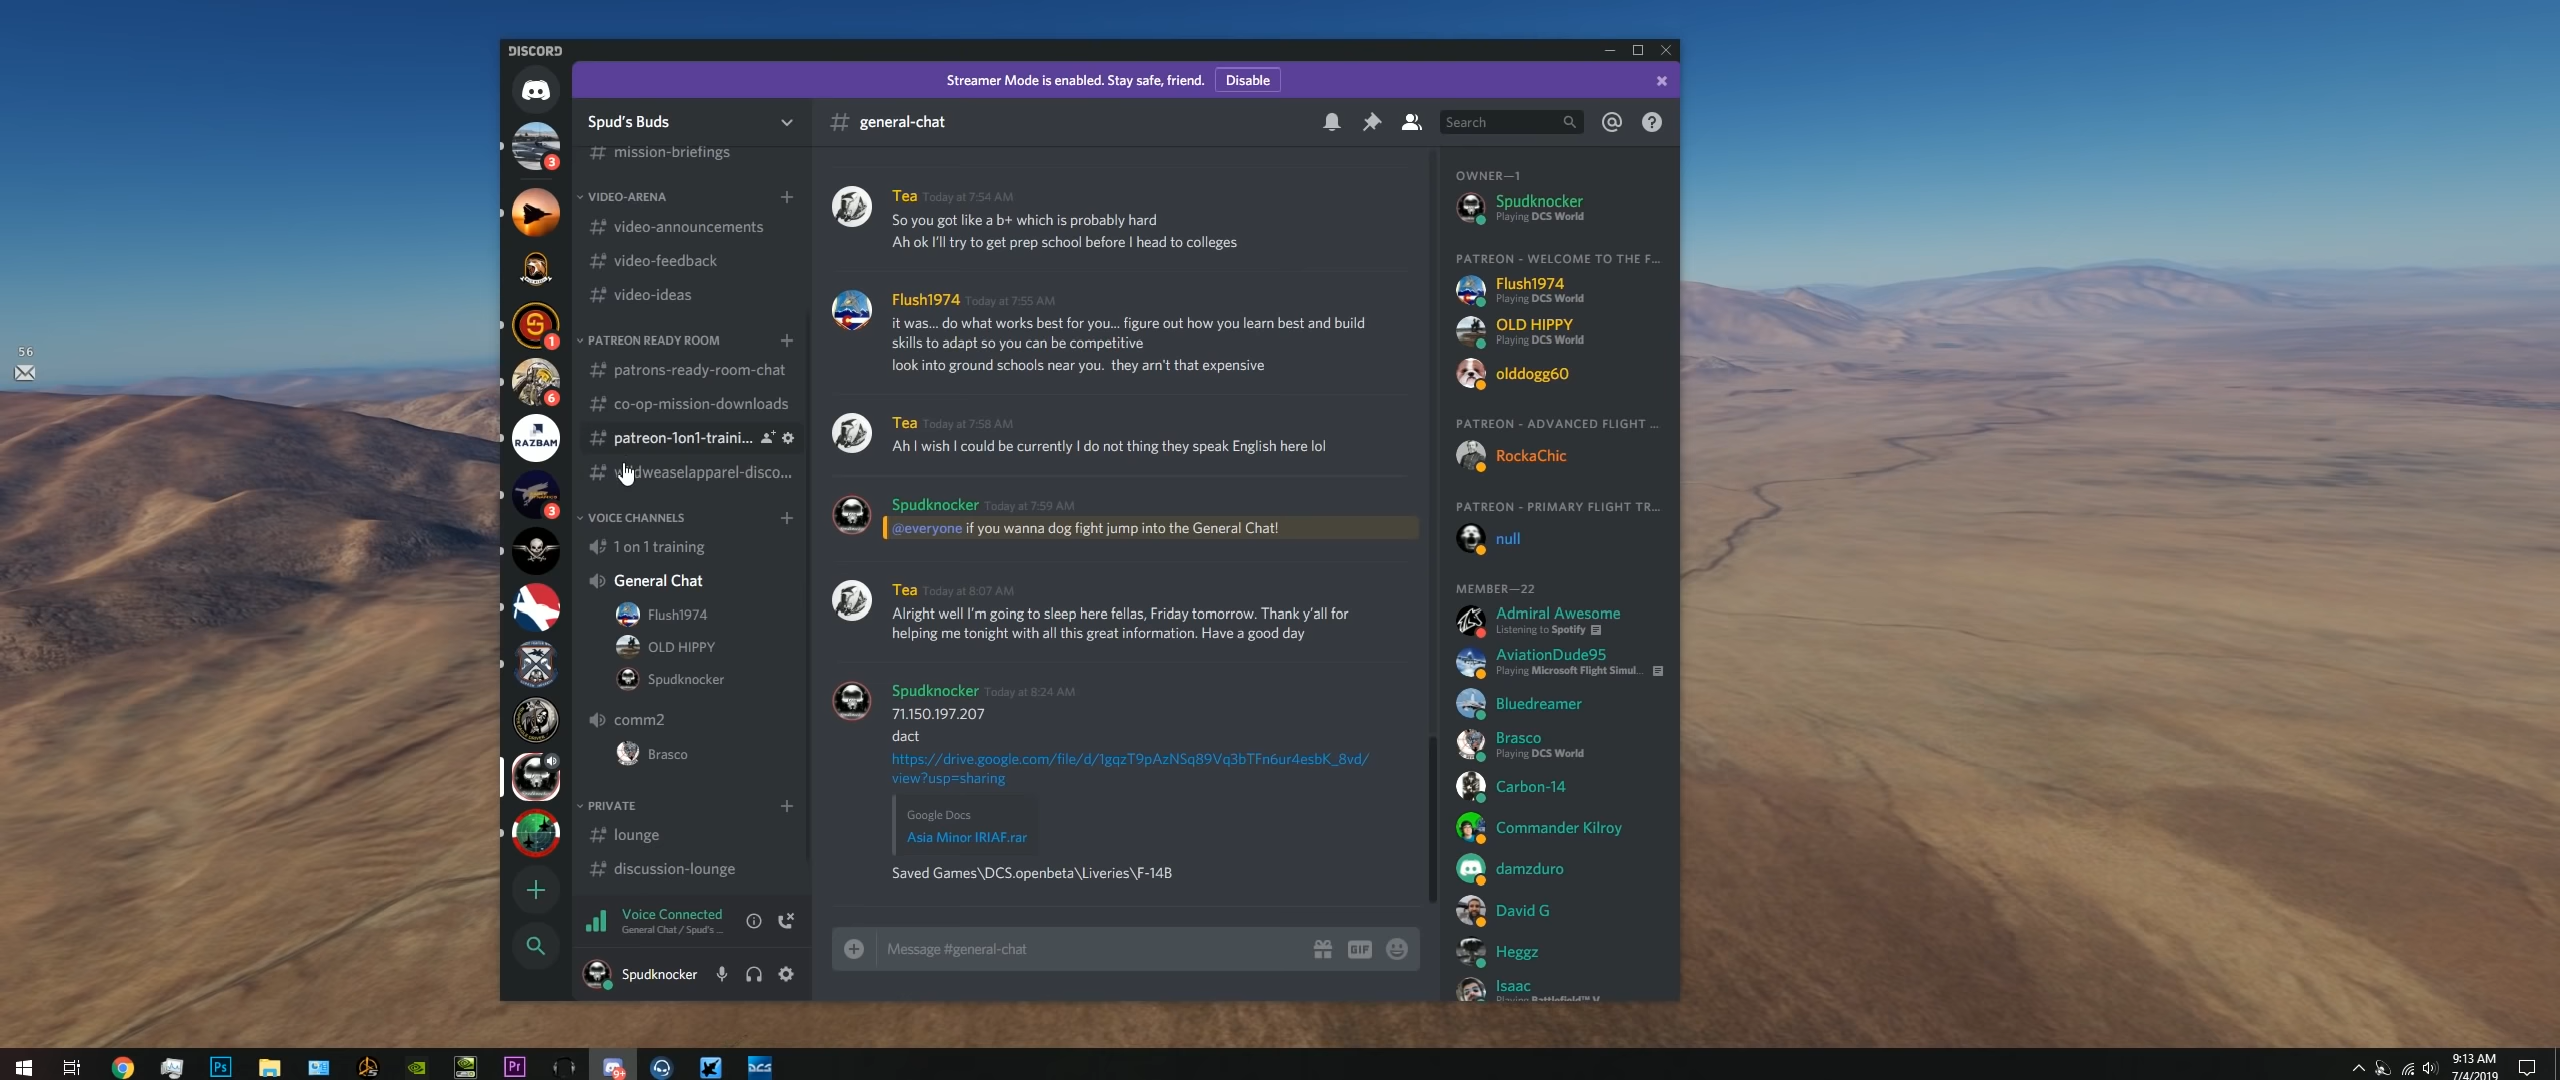 DISCORD
Streamer Mode is enabled. Stay safe, friend.
Disable
Spud's Buds
mission-briefings
VIDEO-ARENA
video-announcements
video-feedback
video-ideas
PATREON READY ROOM
patrons-ready-room-chat
co-op-mission-downloads
patreon-1on1-traini...
VOICE CHANNELS
1 on 1 training
General Chat
Flush1974
OLD HIPPY
Spudknocker
comm2
Brasco
PRIVATE
lounge
discussion-lounge
Voice Connected
General Chat / Spud's ...
Spudknocker
general-chat
Search
Tea Today at 7:54 AM
So you got like a b+ which is probably hard
Ah ok I'll try to get prep school before I head to colleges
Flush1974 Today at 7:55 AM
it was... do what works best for you... figure out how you learn best and build
skills to adapt so you can be competitive
look into ground schools near you. they arn't that expensive
Tea Today at 7:58 AM
Ah I wish I could be currently I do not thing they speak English here lol
Spudknocker Today at 7:59 AM
@everyone if you wanna dog fight jump into the General Chat!
Tea Today at 8:07 AM
Alright well I'm going to sleep here fellas, Friday tomorrow. Thank y'all for
helping me tonight with all this great information. Have a good day
Spudknocker Today at 8:24 AM
71.150.197.207
dact
https://drive.google.com/file/d/1gqzT9pAzNSq89Vq3bTFn6ur4esbK_8vd/
view?usp=sharing
Google Docs
Asia Minor IRIAF.rar
Saved Games\DCS.openbeta\Liveries\F-14B
Message #general-chat
GIF
OWNER—1
Spudknocker
Playing DCS World
PATREON - WELCOME TO THE F...
Flush1974
Playing DCS World
OLD HIPPY
Playing DCS World
olddogg60
PATREON - ADVANCED FLIGHT ...
RockaChic
PATREON - PRIMARY FLIGHT TR...
null
MEMBER—22
Admiral Awesome
Listening to Spotify
AviationDude95
Playing Microsoft Flight Simul...
Bluedreamer
Brasco
Playing DCS World
Carbon-14
Commander Kilroy
damzduro
David G
Heggz
Isaac
Playing Battlefield™ V
3
1
6
RAZBAM
3
56
Ps
Pr
9+
DCS
9:13 AM
7/4/2019